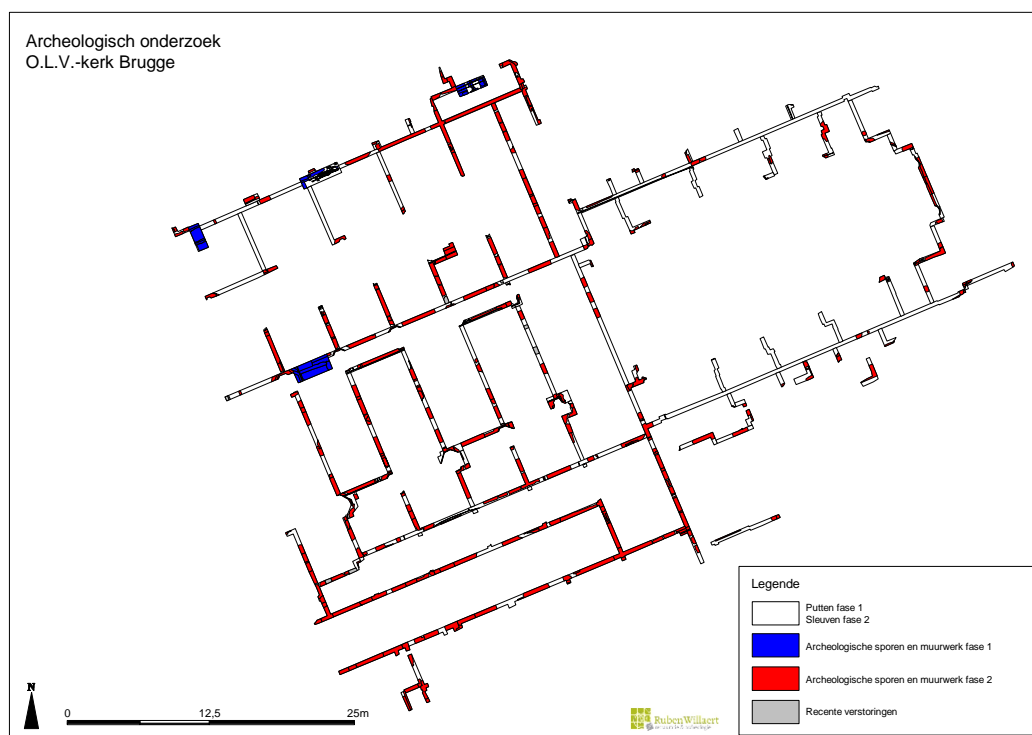 Archeologisch onderzoek
O.L.V.-kerk Brugge
Legende
Putten fase 1
Sleuven fase 2
Archeologische sporen en muurwerk fase 1
Archeologische sporen en muurwerk fase 2
Recente verstoringen
N
0
12,5
25m
RubenWillaert